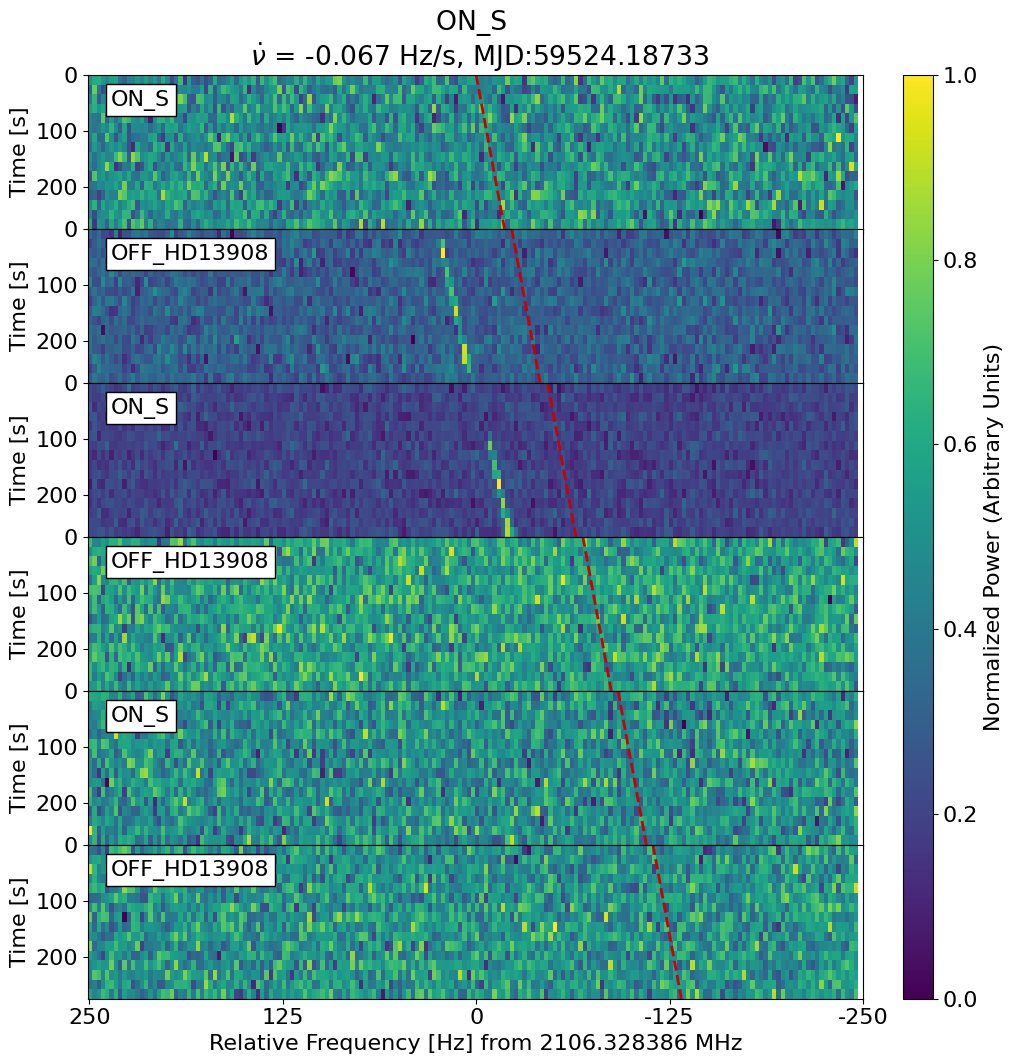 ON_S
ν̇ = -0.067 Hz/s, MJD:59524.18733
ON_S
OFF_HD13908
ON_S
OFF_HD13908
ON_S
OFF_HD13908
Time [s]
Time [s]
Time [s]
Time [s]
Time [s]
Time [s]
0
100
200
0
100
200
0
100
200
0
100
200
0
100
200
0
100
200
250 125 0 -125 -250
Relative Frequency [Hz] from 2106.328386 MHz
1.0
0.8
0.6
0.4
0.2
0.0
Normalized Power (Arbitrary Units)